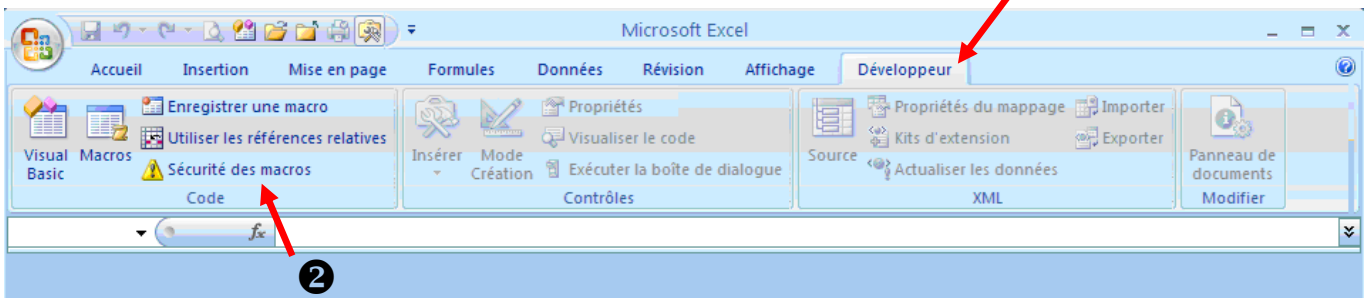 Microsoft Excel
Accueil Insertion Mise en page Formules Données Révision Affichage Développeur
Visual Basic
Macros
Enregistrer une macro
Utiliser les références relatives
Sécurité des macros
Code
Insérer
Mode Création
Propriétés
Visualiser le code
Exécuter la boîte de dialogue
Contrôles
Source
Propriétés du mappage
Kits d'extension
Actualiser les données
Importer
Exporter
XML
Panneau de documents
Modifier
fx
2